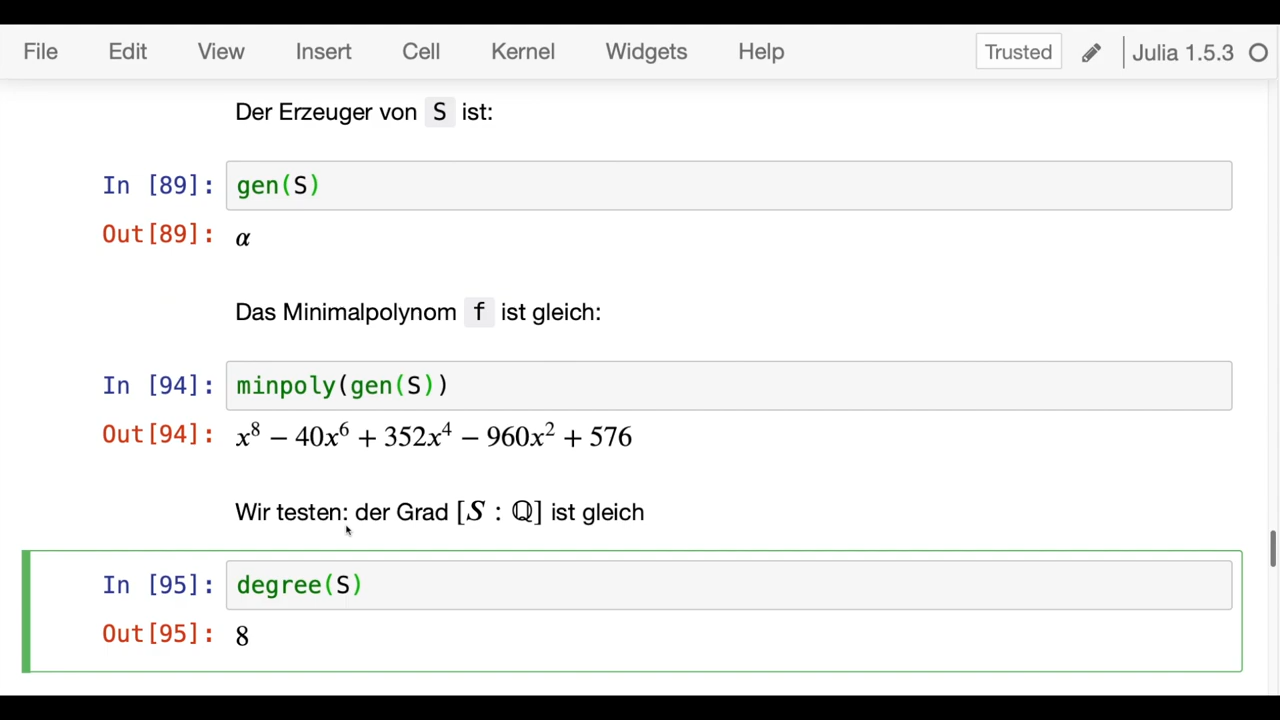 File Edit View Insert Cell Kernel Widgets Help Trusted Julia 1.5.3
Der Erzeuger von S ist:
In [89]: gen(S)
Out[89]: α
Das Minimalpolynom f ist gleich:
In [94]: minpoly(gen(S))
Out[94]: x⁸ − 40x⁶ + 352x⁴ − 960x² + 576
Wir testen: der Grad [S : ℚ] ist gleich
In [95]: degree(S)
Out[95]: 8